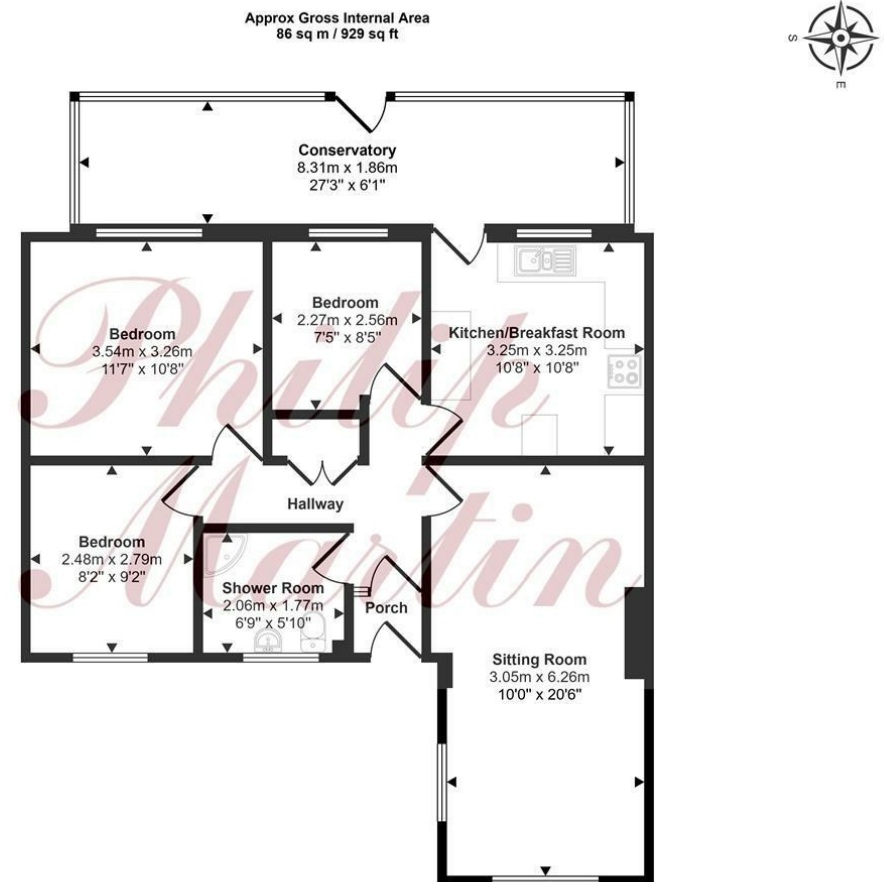 Approx Gross Internal Area
86 sq m / 929 sq ft
S
E
Conservatory
8.31m x 1.86m
27'3" x 6'1"
Bedroom
3.54m x 3.26m
11'7" x 10'8"
Bedroom
2.27m x 2.56m
7'5" x 8'5"
Kitchen/Breakfast Room
3.25m x 3.25m
10'8" x 10'8"
Philip
Martin
Hallway
Bedroom
2.48m x 2.79m
8'2" x 9'2"
Shower Room
2.06m x 1.77m
6'9" x 5'10"
Porch
Sitting Room
3.05m x 6.26m
10'0" x 20'6"